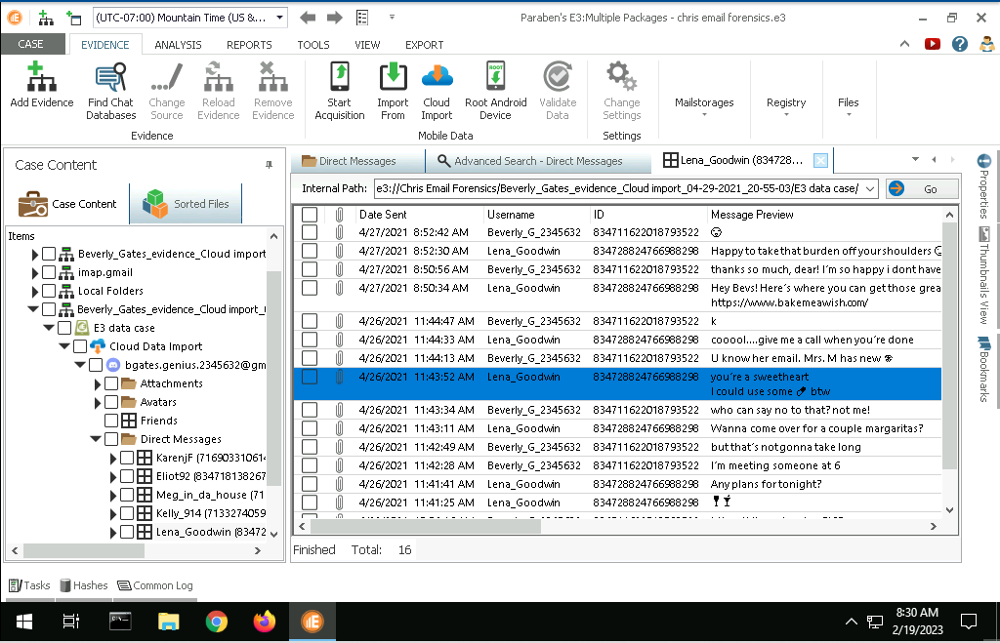 (UTC-07:00) Mountain Time (US &...
Paraben's E3:Multiple Packages - chris email forensics.e3
CASE EVIDENCE ANALYSIS REPORTS TOOLS VIEW EXPORT
Add Evidence
Find Chat Databases
Change Source
Reload Evidence
Remove Evidence
Evidence
Start Acquisition
Import From
Cloud Import
ROOT
Root Android Device
Validate Data
Mobile Data
Change Settings
Settings
Mailstorages
Registry
Files
Case Content
Case Content
Sorted Files
Items
Beverly_Gates_evidence_Cloud import
imap.gmail
Local Folders
Beverly_Gates_evidence_Cloud import_
E3 data case
Cloud Data Import
bgates.genius.2345632@gm
Attachments
Avatars
Friends
Direct Messages
KarenjF (7169033106
Eliot92 (834718138267
Meg_in_da_house (71
Kelly_914 (7133274059
Lena_Goodwin (83472
Direct Messages
Advanced Search - Direct Messages
Lena_Goodwin (834728...
Internal Path: e3://Chris Email Forensics/Beverly_Gates_evidence_Cloud import_04-29-2021_20-55-03/E3 data case/ Go
Date Sent Username ID Message Preview
4/27/2021 8:52:42 AM Beverly_G_2345632 834711622018793522
4/27/2021 8:52:30 AM Lena_Goodwin 834728824766988298 Happy to take that burden off your shoulders
4/27/2021 8:50:56 AM Beverly_G_2345632 834711622018793522 thanks so much, dear! I'm so happy i dont have
4/27/2021 8:50:34 AM Lena_Goodwin 834728824766988298 Hey Bevs! Here's where you can get those grea
https://www.bakemeawish.com/
4/26/2021 11:44:47 AM Beverly_G_2345632 834711622018793522 k
4/26/2021 11:44:33 AM Lena_Goodwin 834728824766988298 cooool....give me a call when you're done
4/26/2021 11:44:13 AM Beverly_G_2345632 834711622018793522 U know her email. Mrs. M has new
4/26/2021 11:43:52 AM Lena_Goodwin 834728824766988298 you're a sweetheart
I could use some 💊 btw
4/26/2021 11:43:34 AM Beverly_G_2345632 834711622018793522 who can say no to that? not me!
4/26/2021 11:43:11 AM Lena_Goodwin 834728824766988298 Wanna come over for a couple margaritas?
4/26/2021 11:42:49 AM Beverly_G_2345632 834711622018793522 but that's not gonna take long
4/26/2021 11:42:28 AM Beverly_G_2345632 834711622018793522 I'm meeting someone at 6
4/26/2021 11:41:41 AM Lena_Goodwin 834728824766988298 Any plans for tonight?
4/26/2021 11:41:25 AM Lena_Goodwin 834728824766988298 🍷🍸
Finished Total: 16
Properties
Thumbnails View
Bookmarks
Tasks Hashes Common Log
8:30 AM
2/19/2023